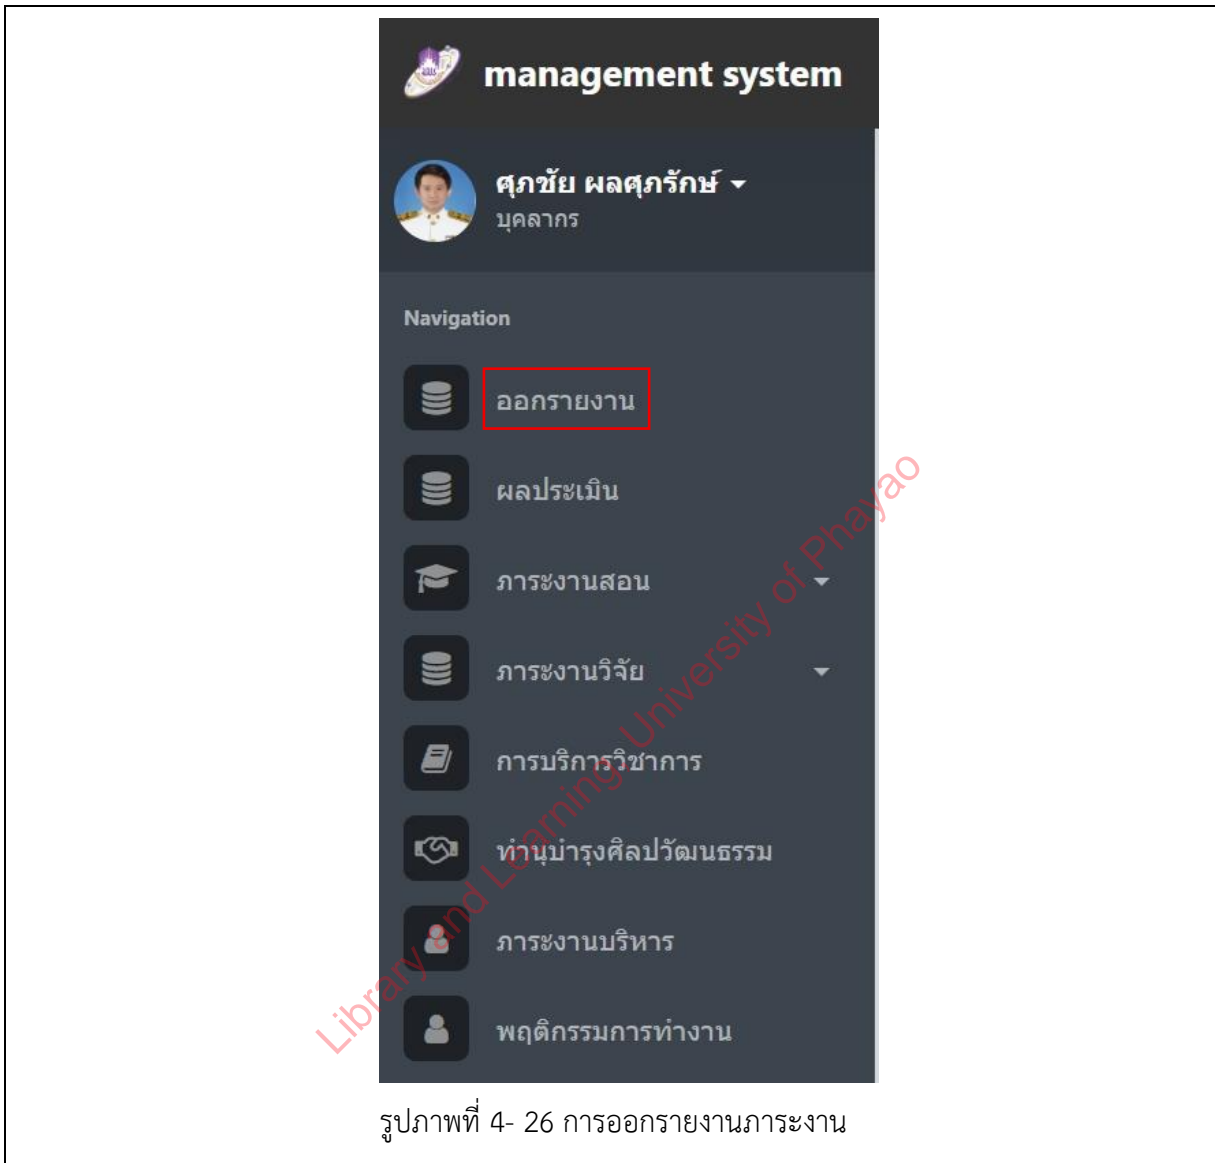 management system
ศุภชัย ผลศุภรักษ์
บุคลากร
Navigation
ออกรายงาน
ผลประเมิน
ภาระงานสอน
ภาระงานวิจัย
การบริการวิชาการ
ทำนุบำรุงศิลปวัฒนธรรม
ภาระงานบริหาร
พฤติกรรมการทำงาน
Library and Learning, University of Phayao
รูปภาพที่ 4- 26 การออกรายงานภาระงาน